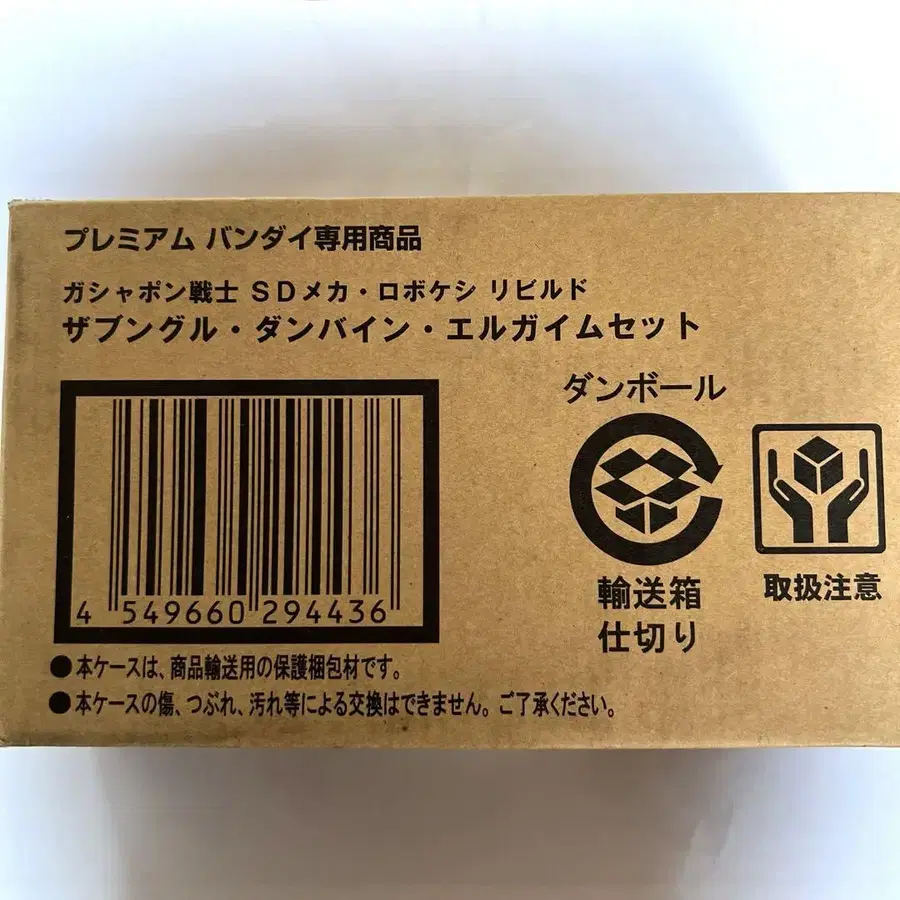 プレミアム バンダイ専用商品
ガシャポン戦士 SDメカ・ロボケシ リビルド
ザブングル・ダンバイン・エルガイムセット
ダンボール
輸送箱
仕切り
取扱注意
4 549660 294436
●本ケースは、商品輸送用の保護梱包材です。
●本ケースの傷、つぶれ、汚れ等による交換はできません。ご了承ください。